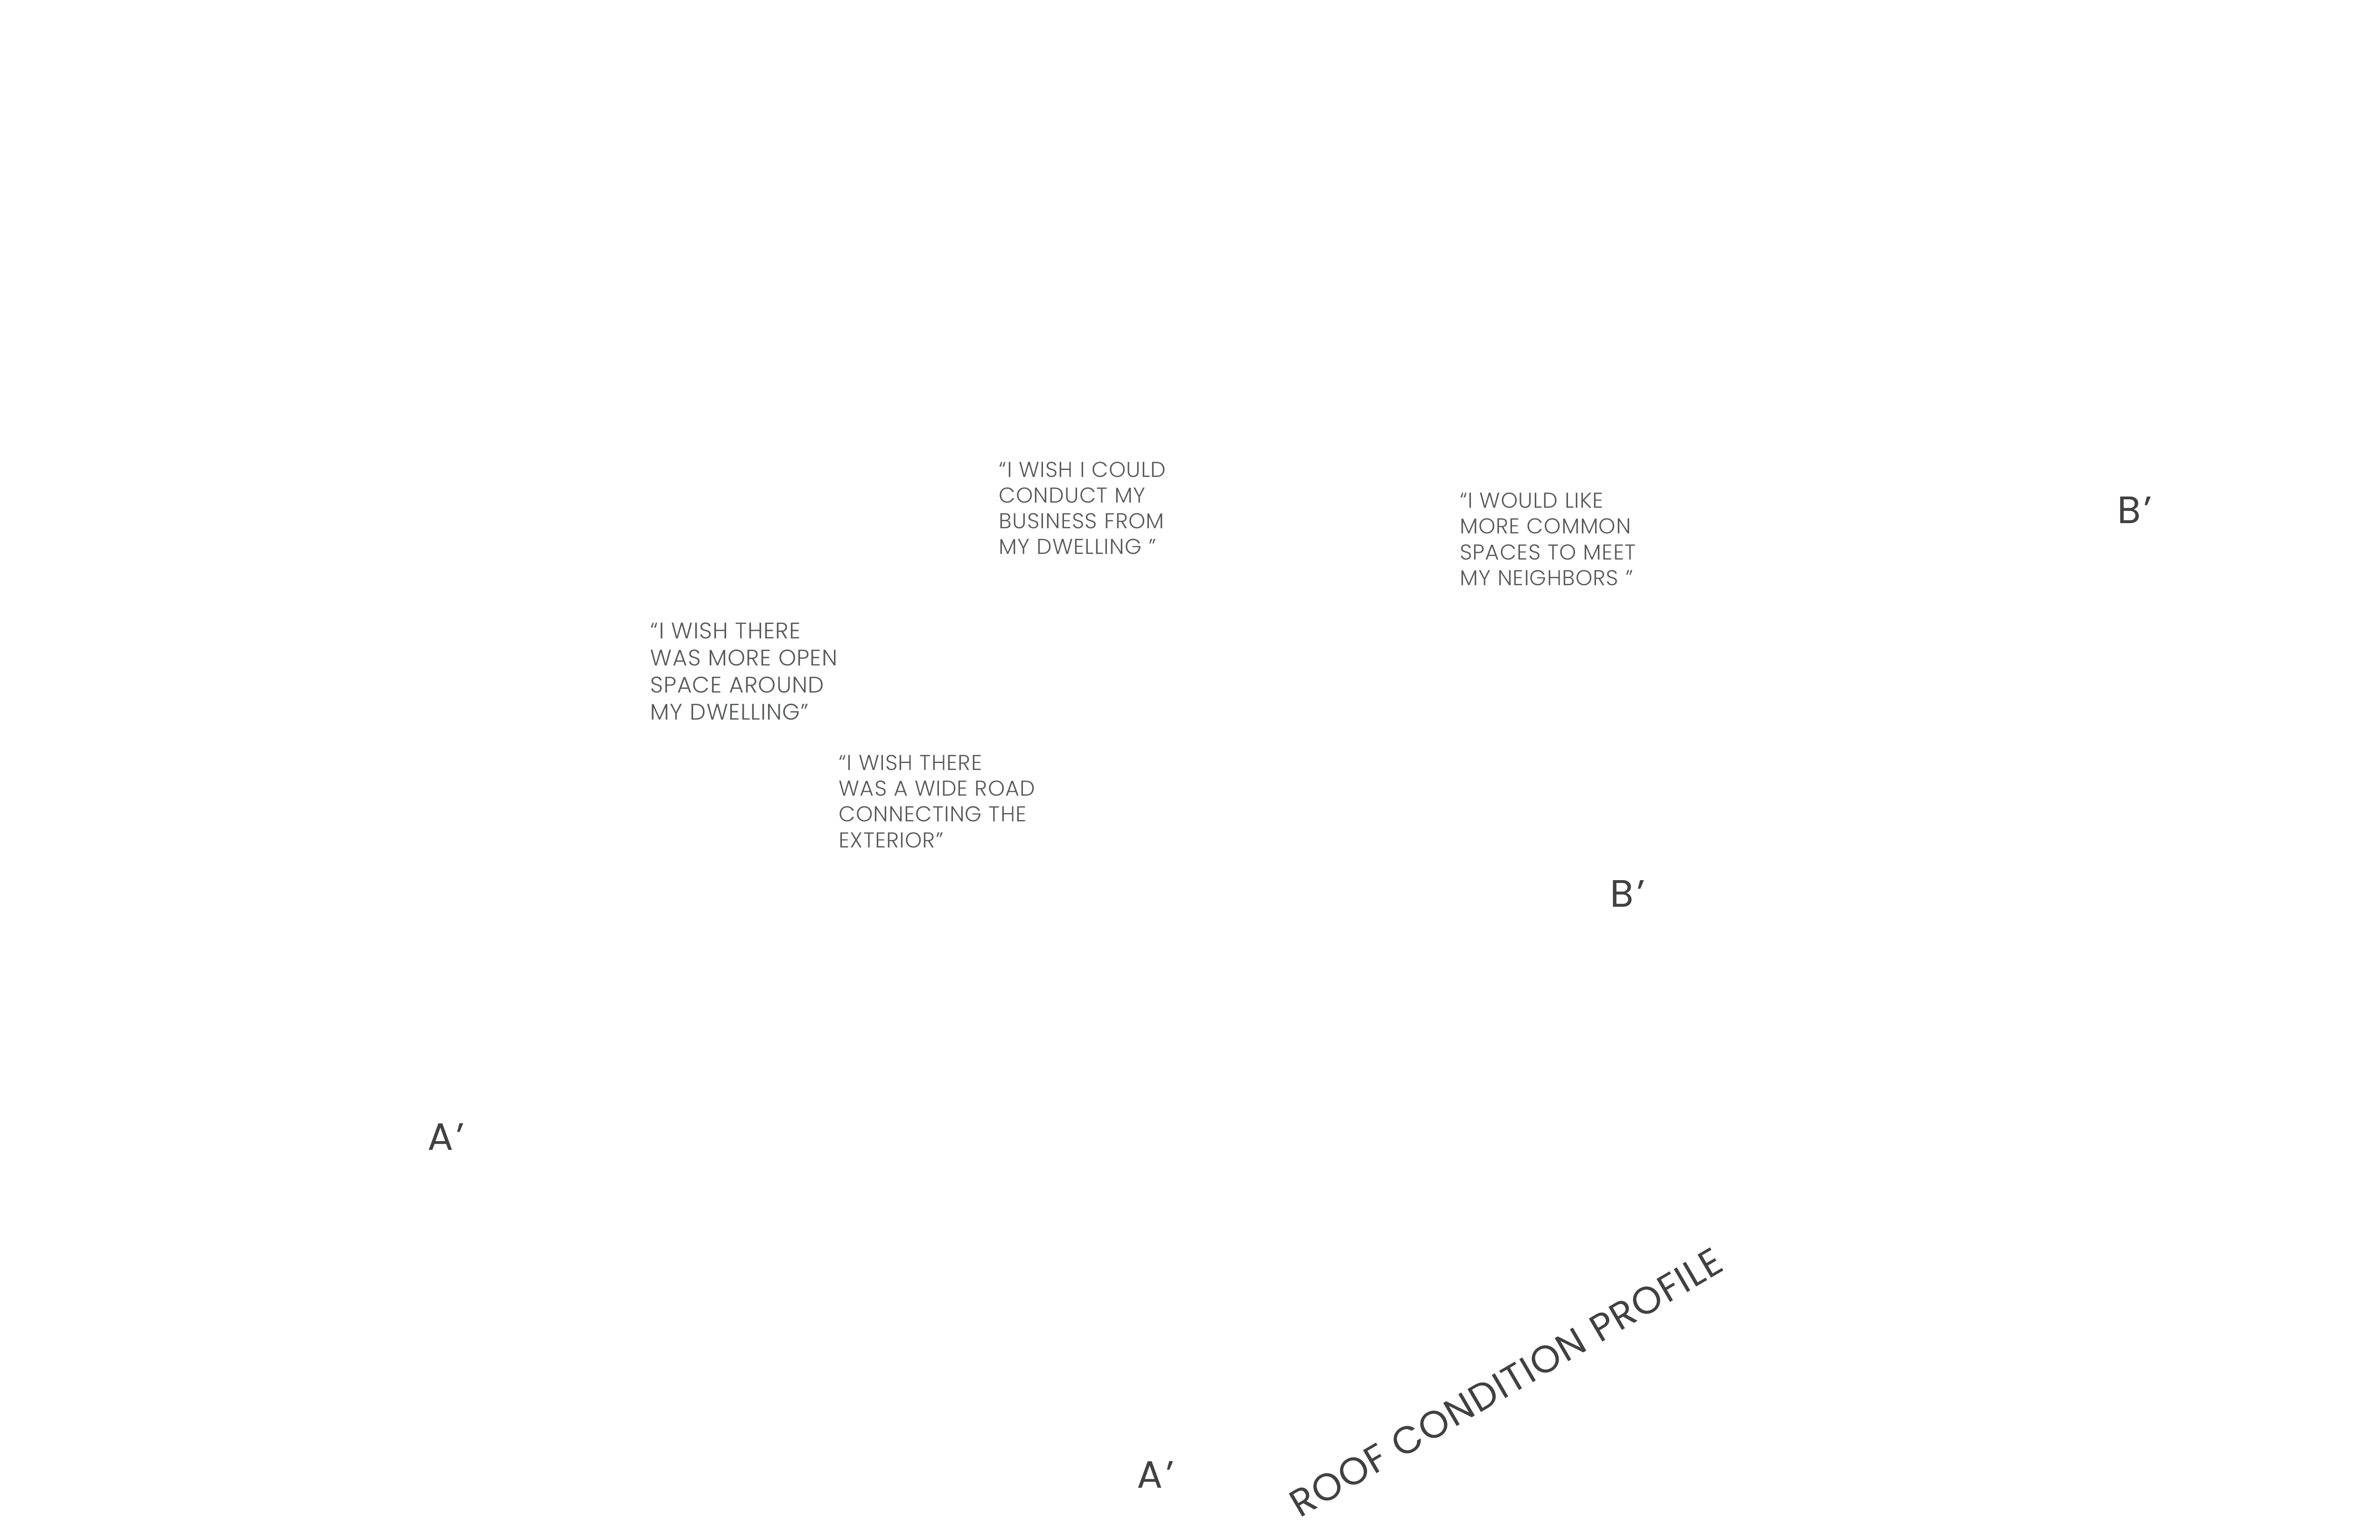 “I WISH I COULD
CONDUCT MY
BUSINESS FROM
MY DWELLING ”
“I WOULD LIKE
MORE COMMON
SPACES TO MEET
MY NEIGHBORS ”
B’
“I WISH THERE
WAS MORE OPEN
SPACE AROUND
MY DWELLING”
“I WISH THERE
WAS A WIDE ROAD
CONNECTING THE
EXTERIOR”
B’
A’
ROOF CONDITION PROFILE
A’